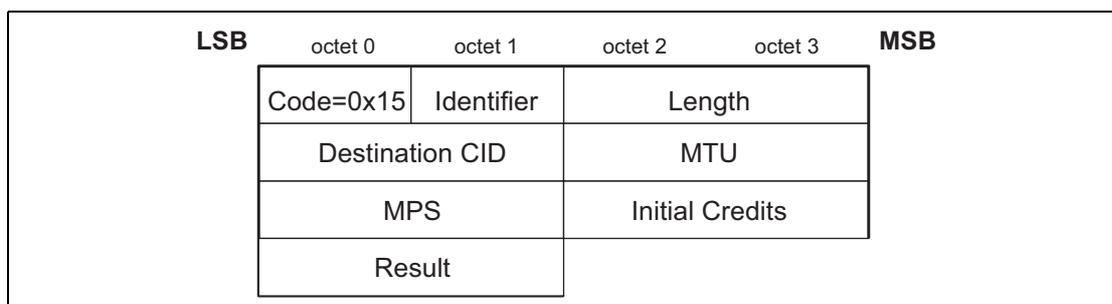 LSB octet 0 octet 1 octet 2 octet 3 MSB
Code=0x15 Identifier Length
Destination CID MTU
MPS Initial Credits
Result